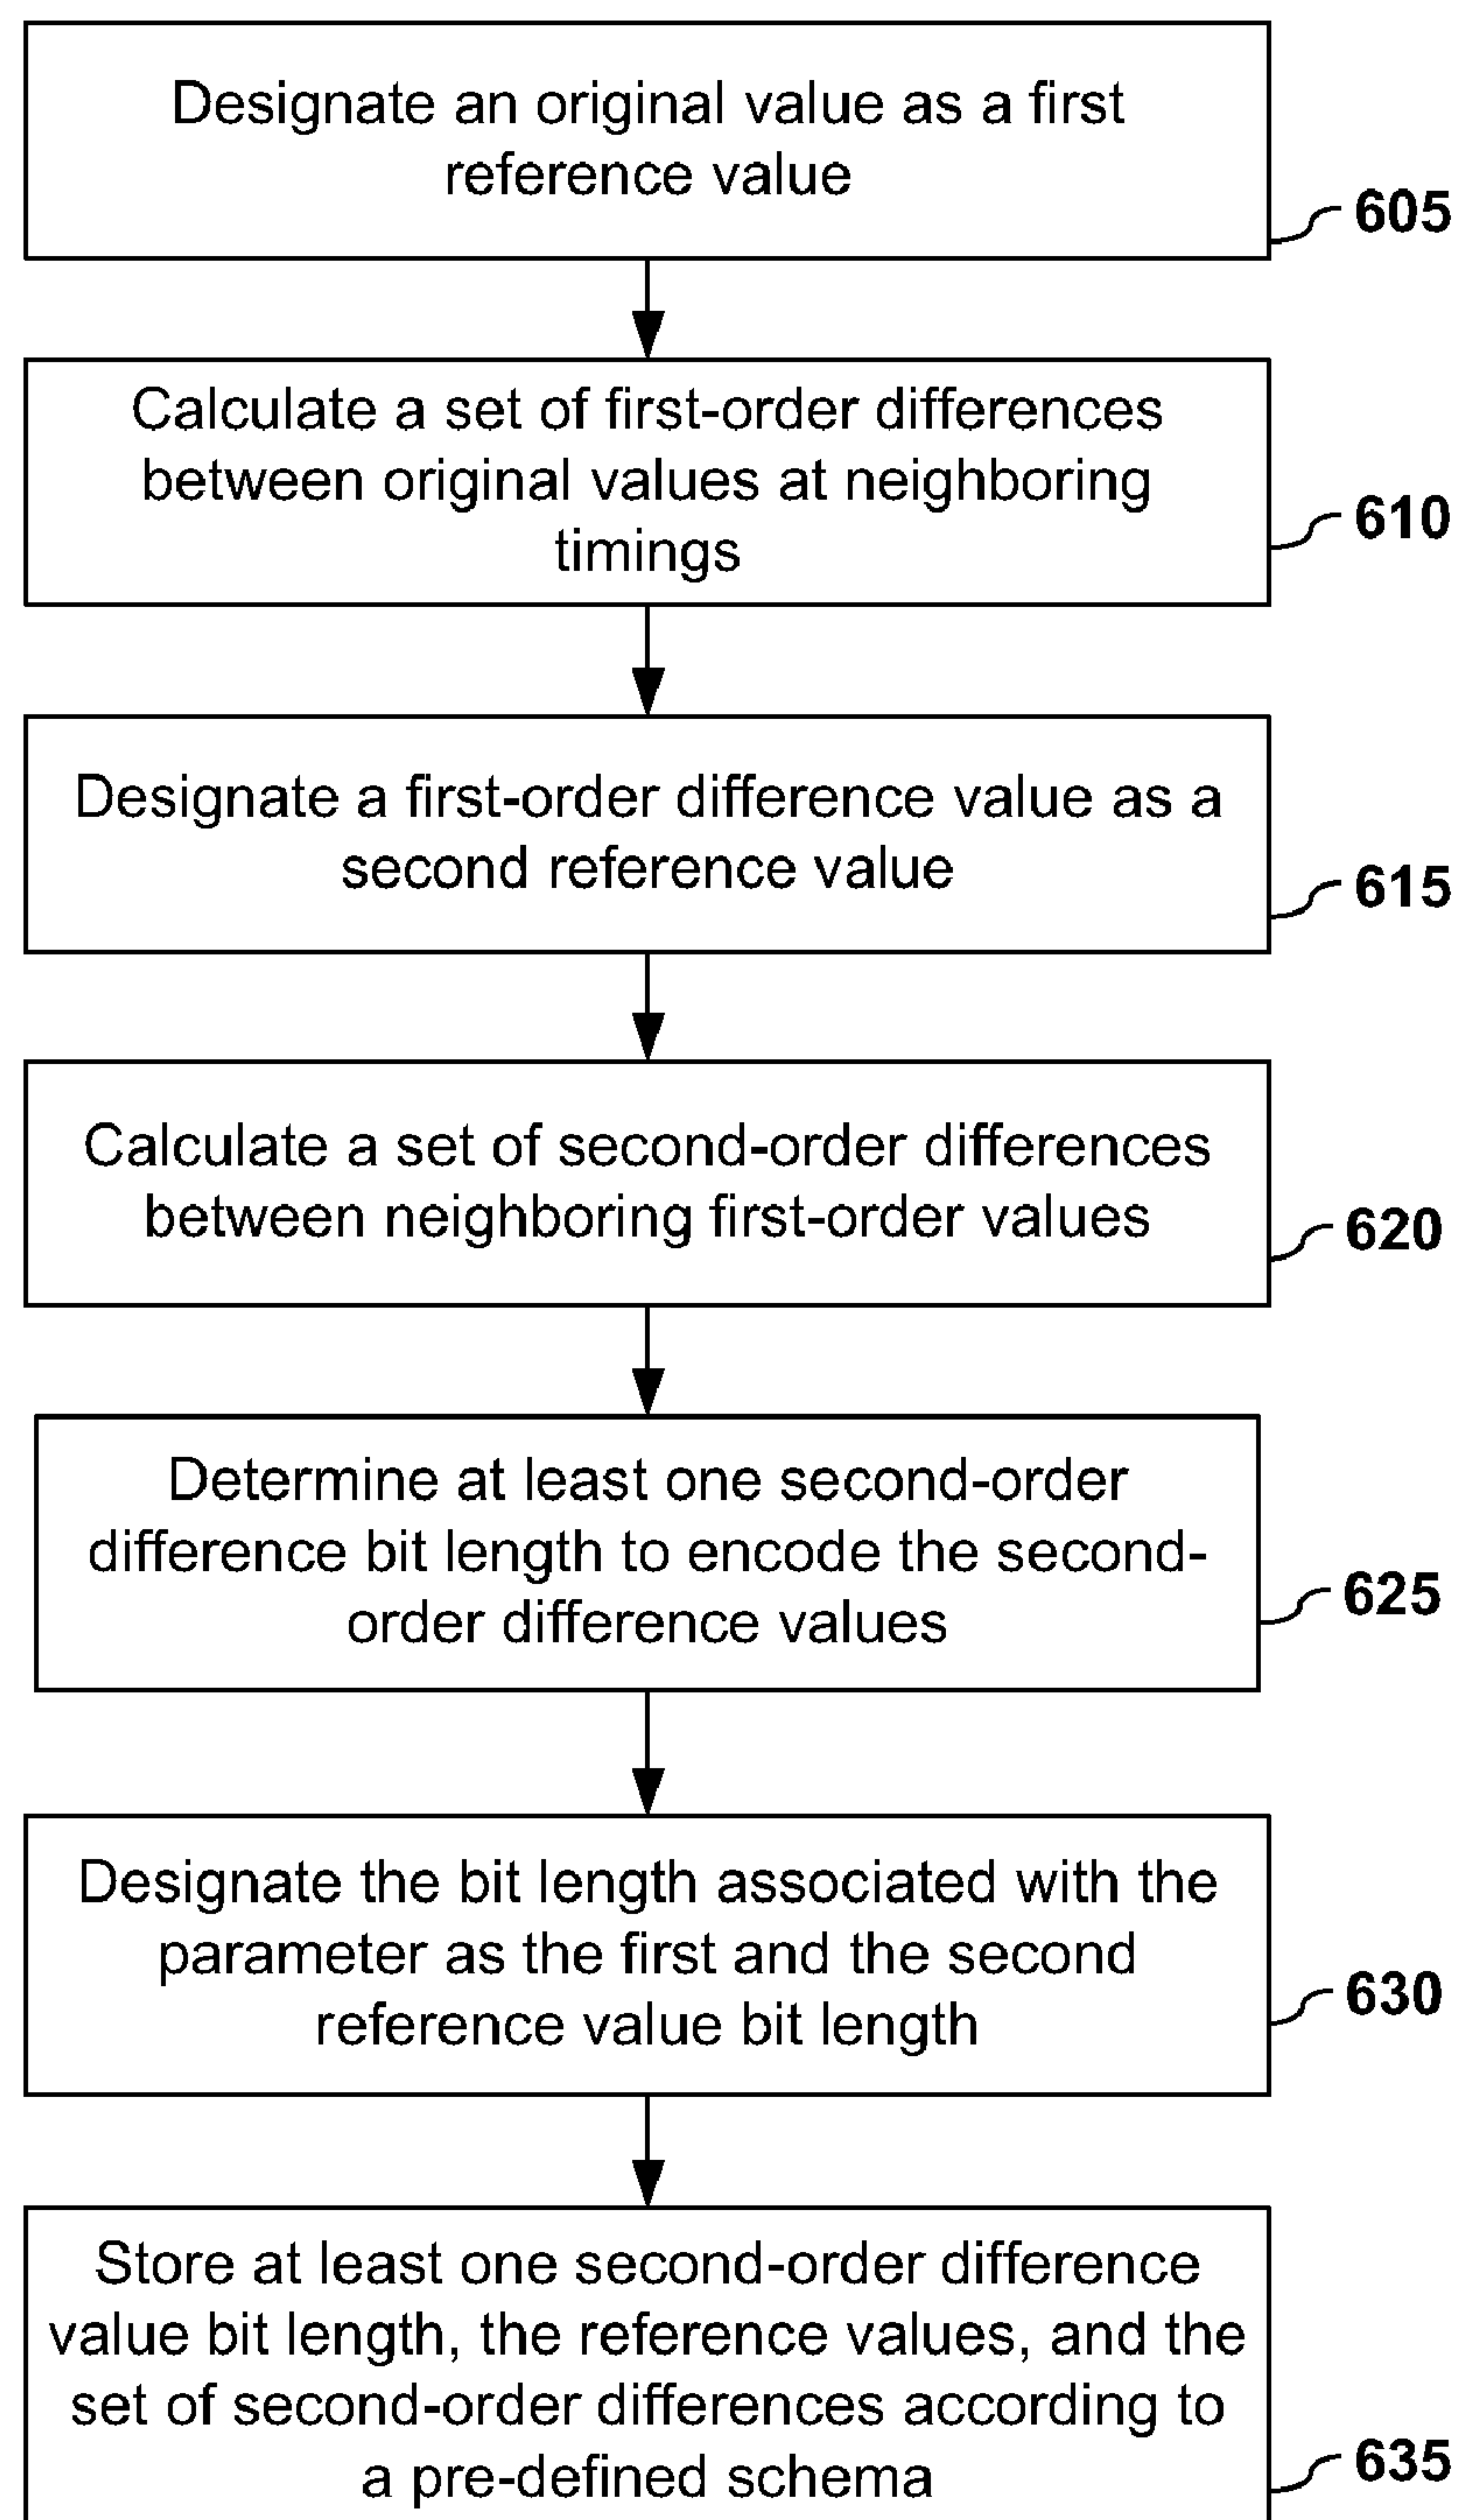 Designate an original value as a first
reference value
605
Calculate a set of first-order differences
between original values at neighboring
timings
610
Designate a first-order difference value as a
second reference value
615
Calculate a set of second-order differences
between neighboring first-order values
620
Determine at least one second-order
difference bit length to encode the second-
order difference values
625
Designate the bit length associated with the
parameter as the first and the second
reference value bit length
630
Store at least one second-order difference
value bit length, the reference values, and the
set of second-order differences according to
a pre-defined schema
635